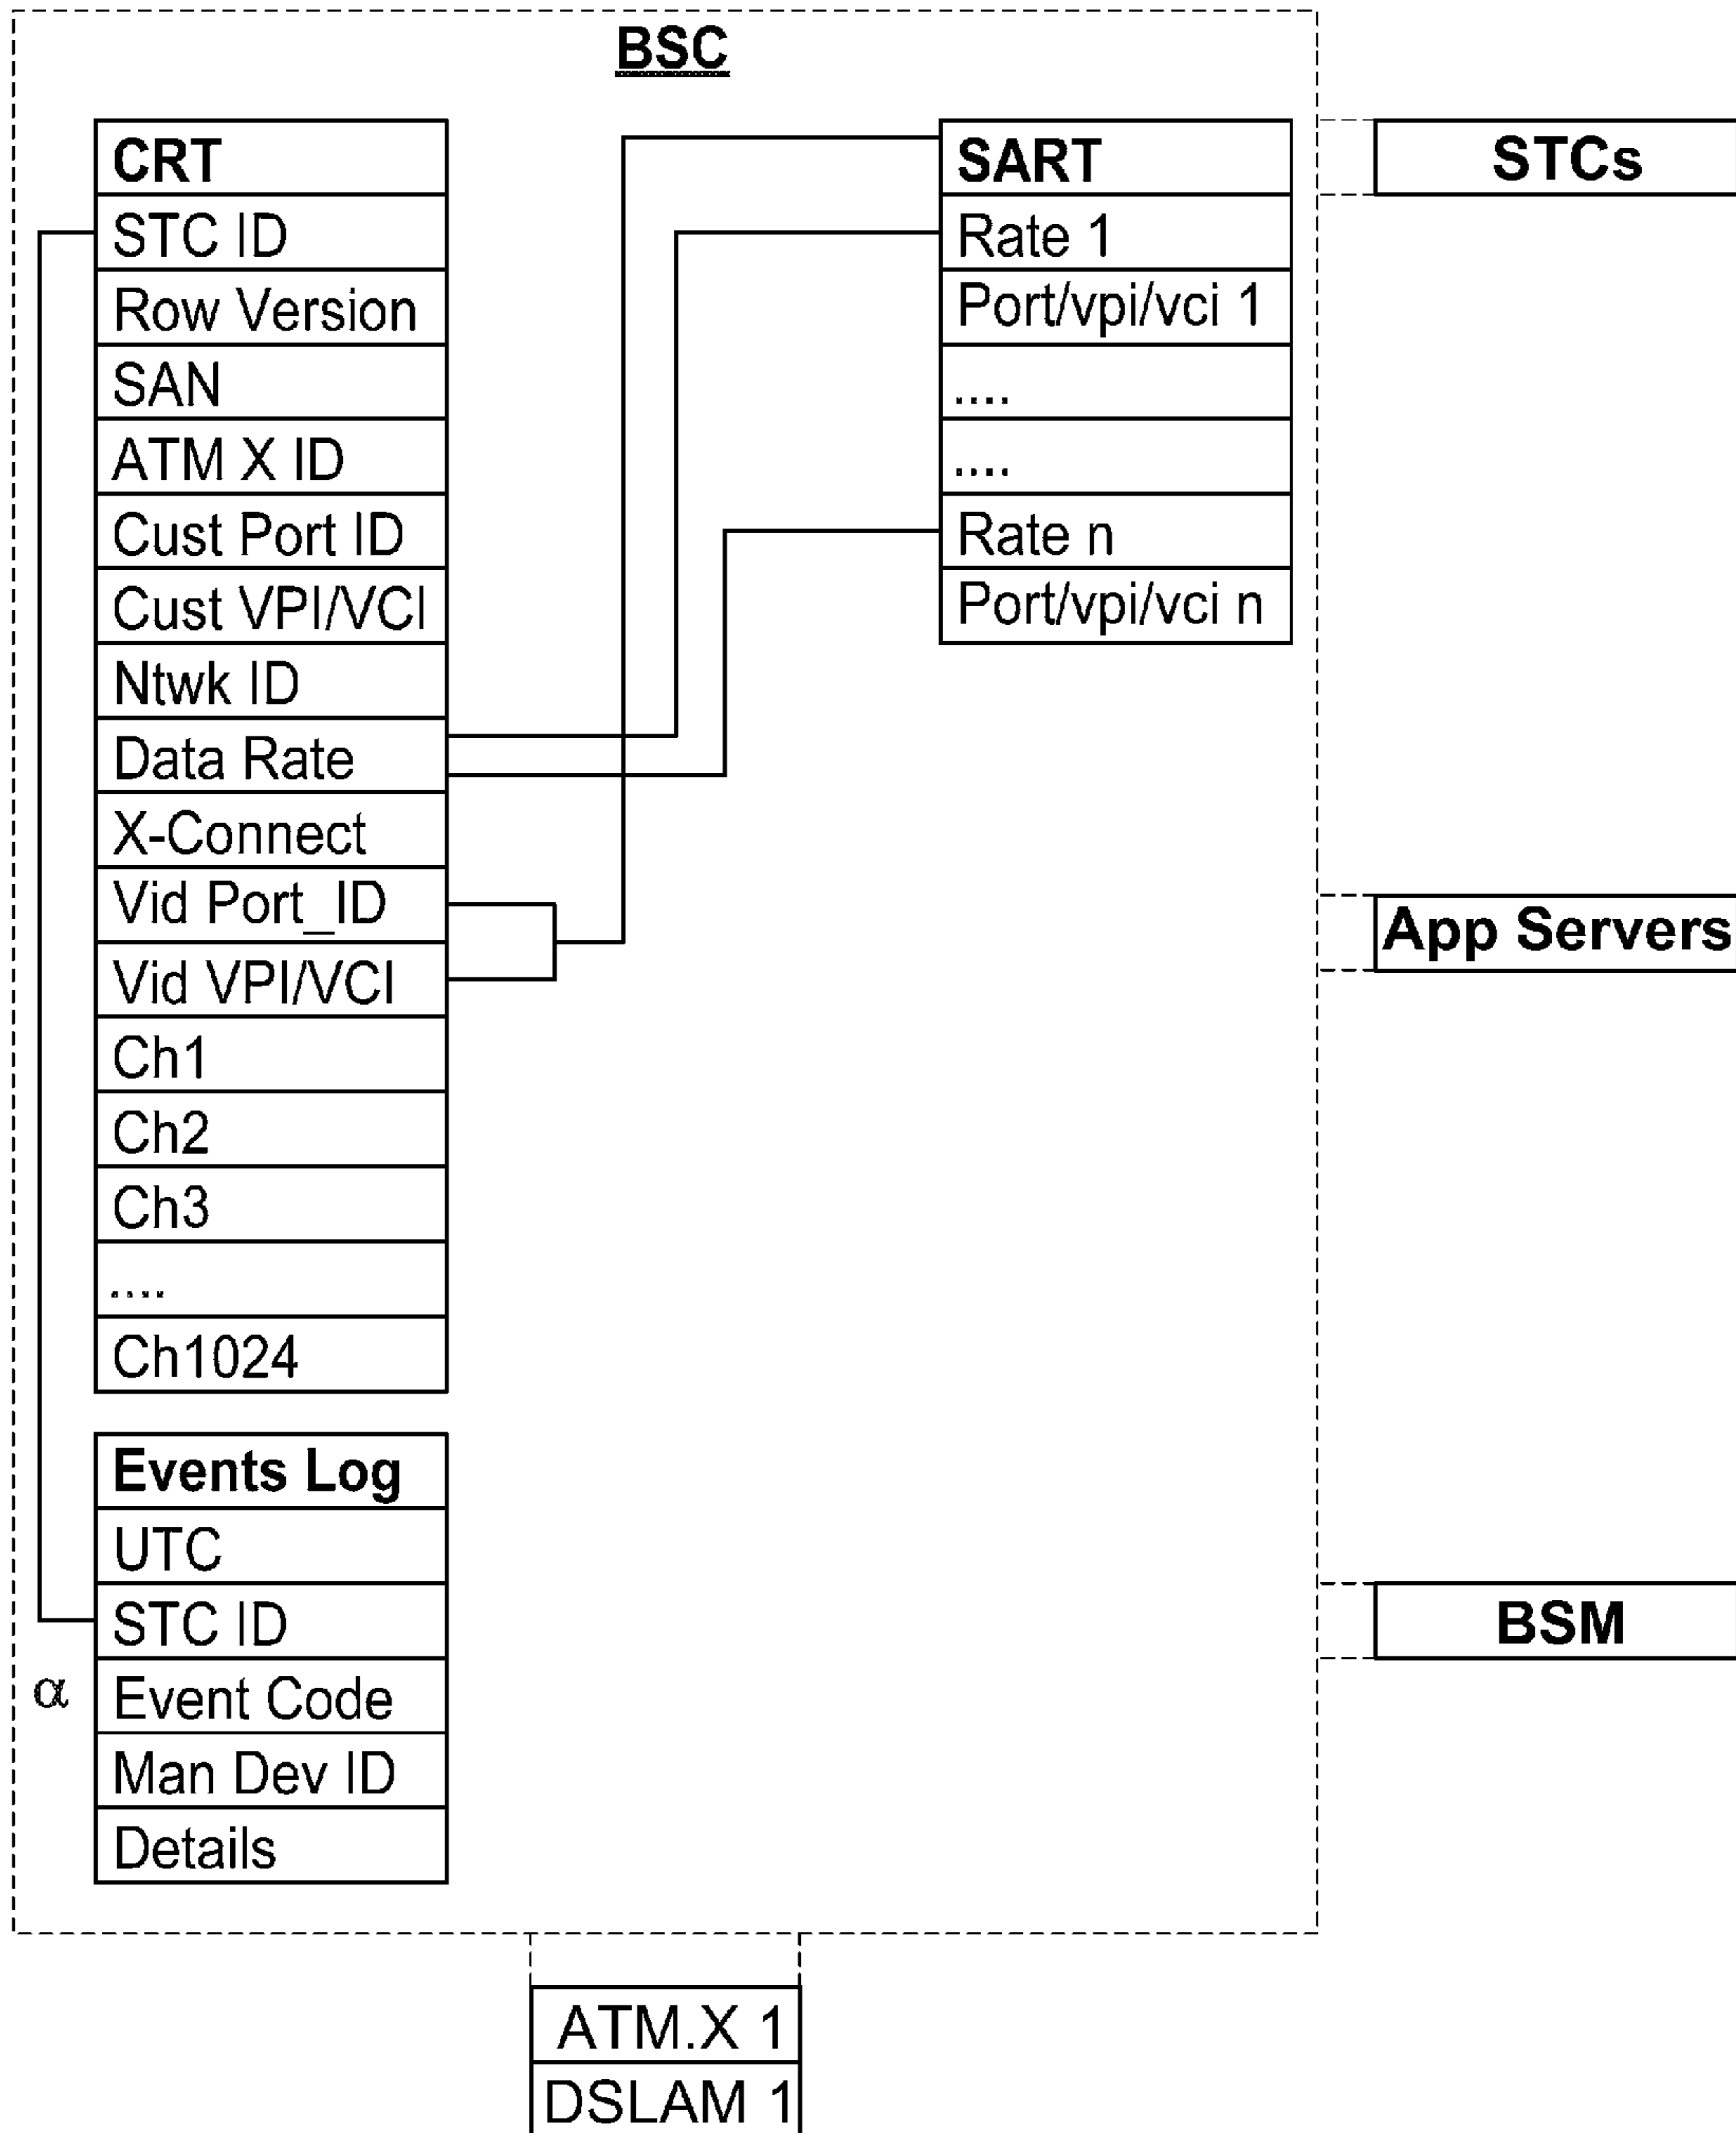 BSC
CRT
STC ID
Row Version
SAN
ATM X ID
Cust Port ID
Cust VPI/VCI
Ntwk ID
Data Rate
X-Connect
Vid Port_ID
Vid VPI/VCI
Ch1
Ch2
Ch3
....
Ch1024
SART
Rate 1
Port/vpi/vci 1
....
....
Rate n
Port/vpi/vci n
STCs
App Servers
BSM
Events Log
UTC
STC ID
α
Event Code
Man Dev ID
Details
ATM.X 1
DSLAM 1